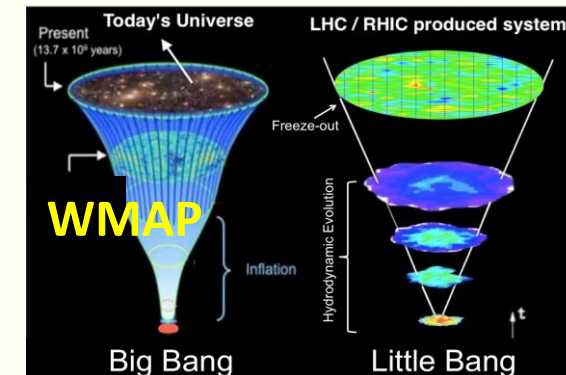 Today's Universe
Present
(13.7 x 10⁹ years)
WMAP
Inflation
Big Bang
LHC / RHIC produced system
Freeze-out
Hydrodynamic Evolution
t
Little Bang